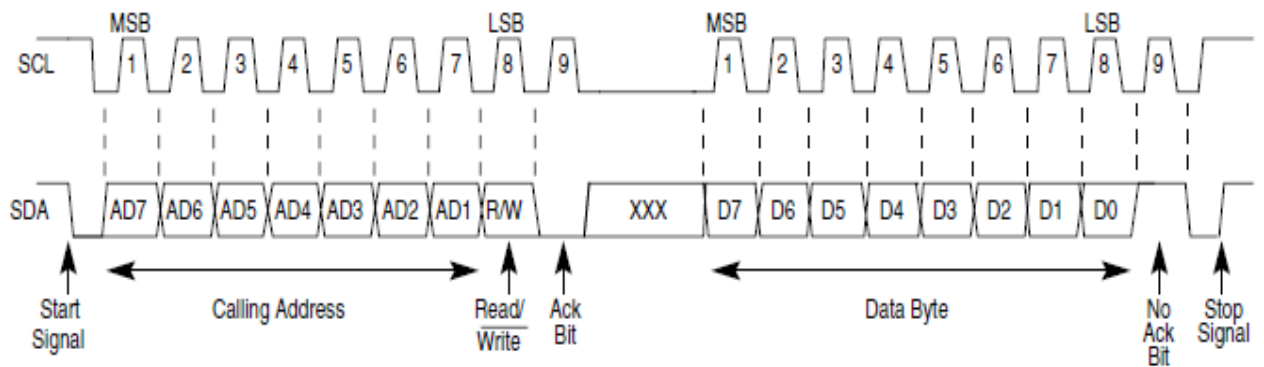 MSB LSB MSB LSB
SCL 1 2 3 4 5 6 7 8 9 1 2 3 4 5 6 7 8 9
SDA AD7 AD6 AD5 AD4 AD3 AD2 AD1 R/W XXX D7 D6 D5 D4 D3 D2 D1 D0
Start
Signal
Calling Address
Read/
Write
Ack
Bit
Data Byte
No
Ack
Bit
Stop
Signal